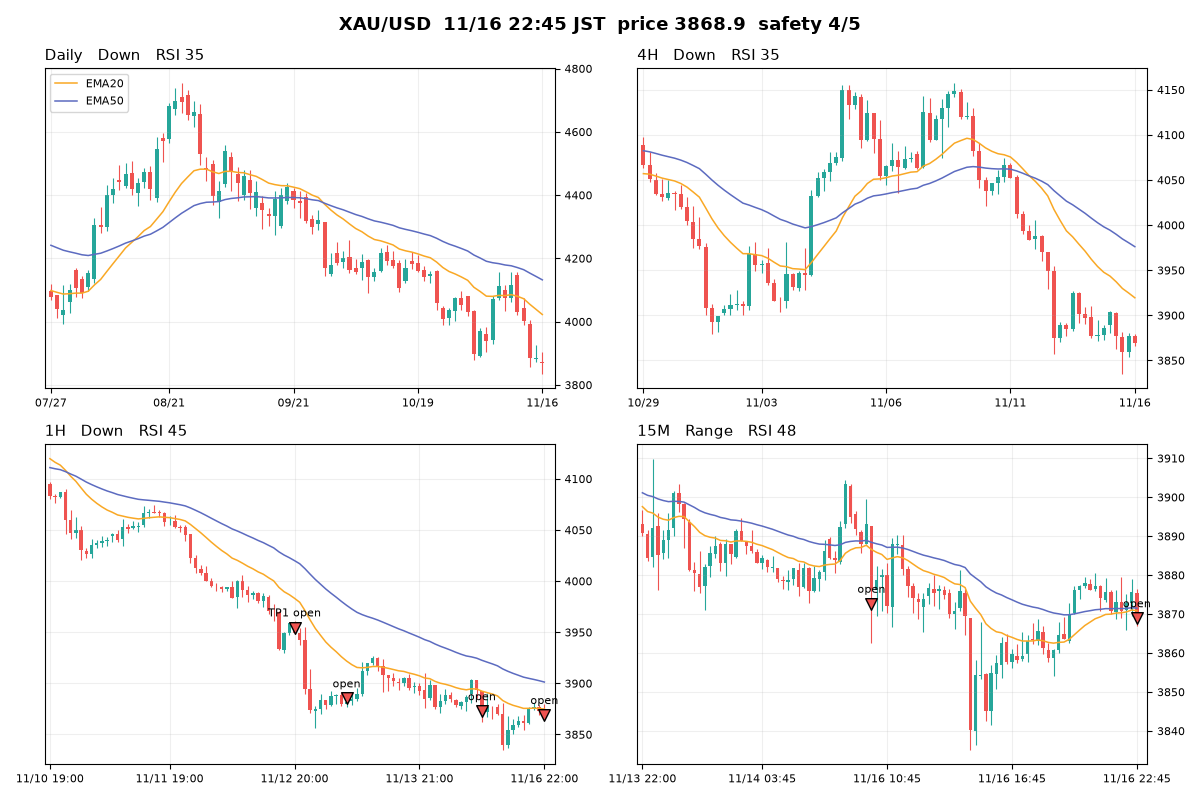 XAU/USD 11/16 22:45 JST price 3868.9 safety 4/5
Daily Down RSI 35
EMA20
EMA50
4800
4600
4400
4200
4000
3800
07/27 08/21 09/21 10/19 11/16
4H Down RSI 35
4150
4100
4050
4000
3950
3900
3850
10/29 11/03 11/06 11/11 11/16
1H Down RSI 45
4100
4050
4000
3950
3900
3850
TP1 open
open
open
open
11/10 19:00 11/11 19:00 11/12 20:00 11/13 21:00 11/16 22:00
15M Range RSI 48
3910
3900
3890
3880
3870
3860
3850
3840
open
open
11/13 22:00 11/14 03:45 11/16 10:45 11/16 16:45 11/16 22:45